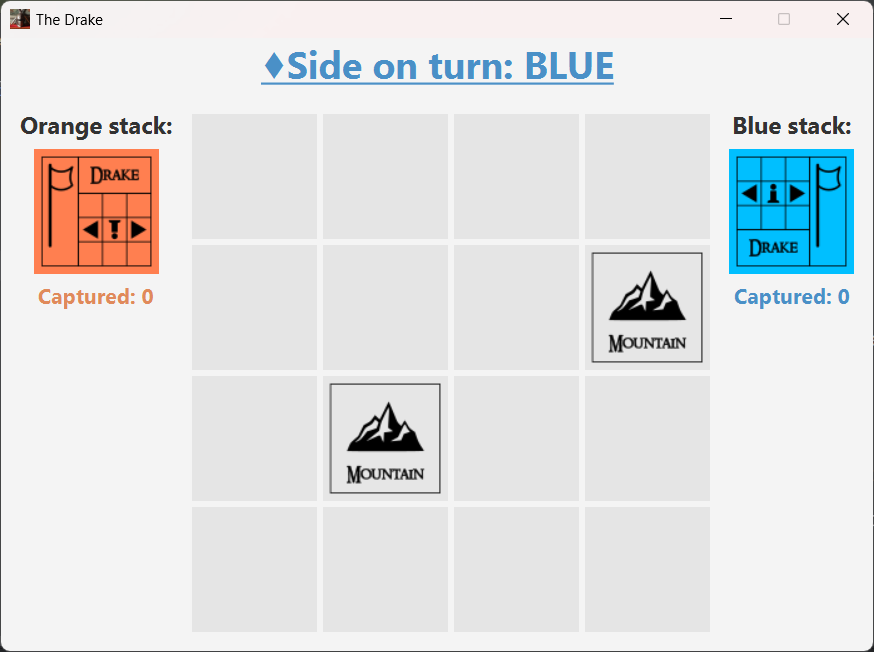 The Drake
♦Side on turn: BLUE
Orange stack:
DRAKE
Captured: 0
Blue stack:
DRAKE
Captured: 0
MOUNTAIN
MOUNTAIN